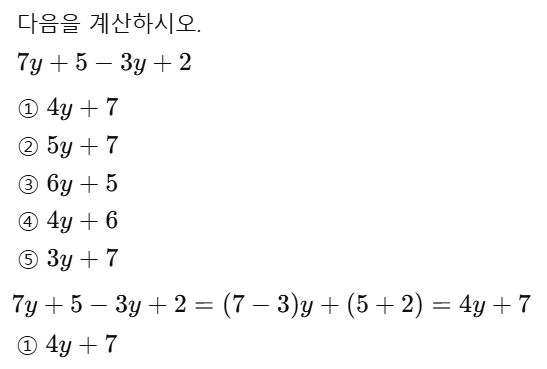 다음을 계산하시오.
7y + 5 − 3y + 2
① 4y + 7
② 5y + 7
③ 6y + 5
④ 4y + 6
⑤ 3y + 7
7y + 5 − 3y + 2 = (7 − 3)y + (5 + 2) = 4y + 7
① 4y + 7